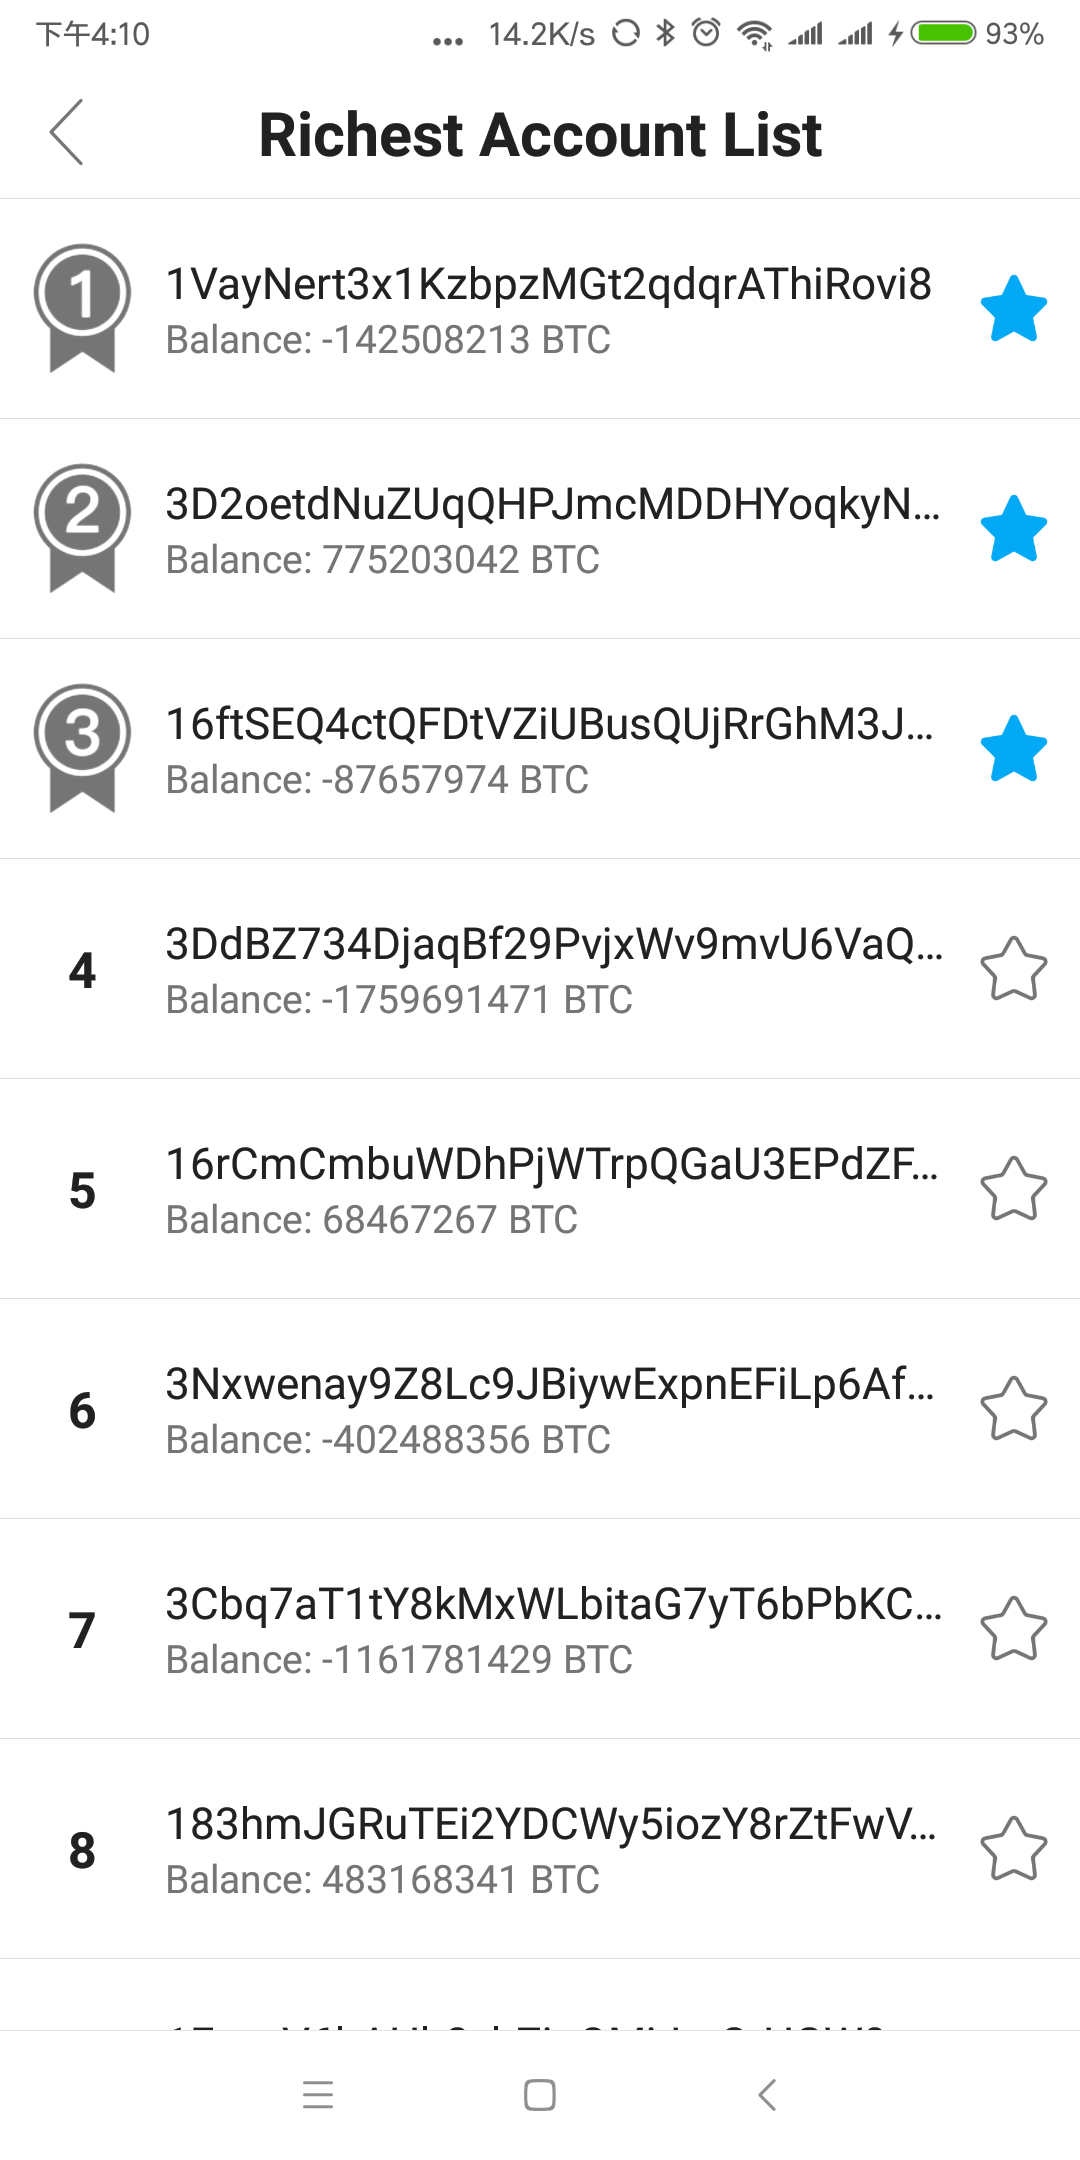 下午4:10 ... 14.2K/s 93%
Richest Account List
1 1VayNert3x1KzbpzMGt2qdqrAThiRovi8
Balance: -142508213 BTC
2 3D2oetdNuZUqQHPJmcMDDHYoqkyN...
Balance: 775203042 BTC
3 16ftSEQ4ctQFDtVZiUBusQUjRrGhM3J...
Balance: -87657974 BTC
4 3DdBZ734DjaqBf29PvjxWv9mvU6VaQ...
Balance: -1759691471 BTC
5 16rCmCmbuWDhPjWTrpQGaU3EPdZF...
Balance: 68467267 BTC
6 3Nxwenay9Z8Lc9JBiywExpnEFiLp6Af...
Balance: -402488356 BTC
7 3Cbq7aT1tY8kMxWLbitaG7yT6bPbKC...
Balance: -1161781429 BTC
8 183hmJGRuTEi2YDCWy5iozY8rZtFwV...
Balance: 483168341 BTC